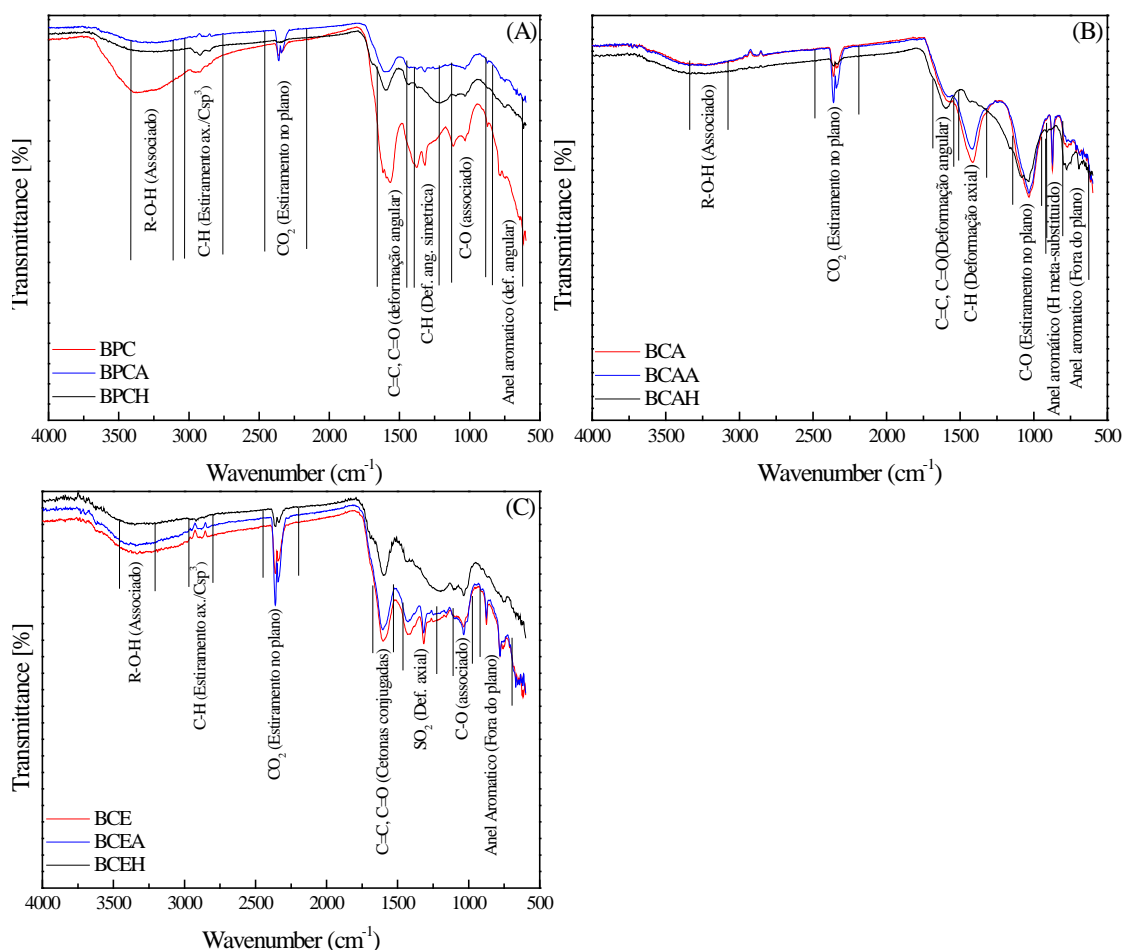 (A)
Transmittance [%]
R-O-H (Associado)
C-H (Estiramento ax./Csp³
CO₂ (Estiramento no plano)
C=C, C=O (deformação angular)
C-H (Def. ang. simetrica)
C-O (associado)
Anel aromatico (def. angular)
BPC
BPCA
BPCH
4000 3500 3000 2500 2000 1500 1000 500
Wavenumber (cm⁻¹)
(B)
Transmittance [%]
R-O-H (Associado)
CO₂ (Estiramento no plano)
C=C, C=O(Deformação angular)
C-H (Deformação axial)
C-O (Estiramento no plano)
Anel aromático (H meta-substituido)
Anel aromatico (Fora do plano)
BCA
BCAA
BCAH
4000 3500 3000 2500 2000 1500 1000 500
Wavenumber (cm⁻¹)
(C)
Transmittance [%]
R-O-H (Associado)
C-H (Estiramento ax./Csp³)
CO₂ (Estiramento no plano)
C=C, C=O (Cetonas conjugadas)
SO₂ (Def. axial)
C-O (associado)
Anel Aromatico (Fora do plano)
BCE
BCEA
BCEH
4000 3500 3000 2500 2000 1500 1000 500
Wavenumber (cm⁻¹)